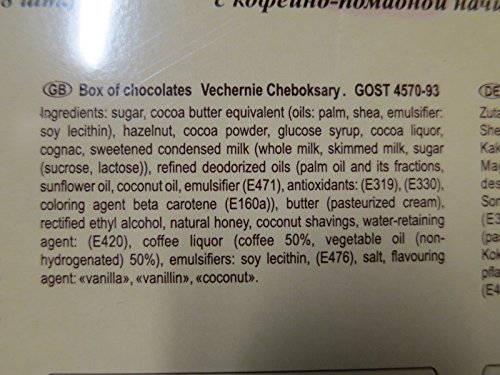 с кофейно-помадной
GB Box of chocolates Vechernie Cheboksary. GOST 4570-93
Ingredients: sugar, cocoa butter equivalent (oils: palm, shea, emulsifier:
soy lecithin), hazelnut, cocoa powder, glucose syrup, cocoa liquor,
cognac, sweetened condensed milk (whole milk, skimmed milk, sugar
(sucrose, lactose)), refined deodorized oils (palm oil and its fractions,
sunflower oil, coconut oil, emulsifier (E471), antioxidants: (E319), (E330),
coloring agent beta carotene (E160a)), butter (pasteurized cream),
rectified ethyl alcohol, natural honey, coconut shavings, water-retaining
agent: (E420), coffee liquor (coffee 50%, vegetable oil (non-
hydrogenated) 50%), emulsifiers: soy lecithin, (E476), salt, flavouring
agent: «vanilla», «vanillin», «coconut».
DE